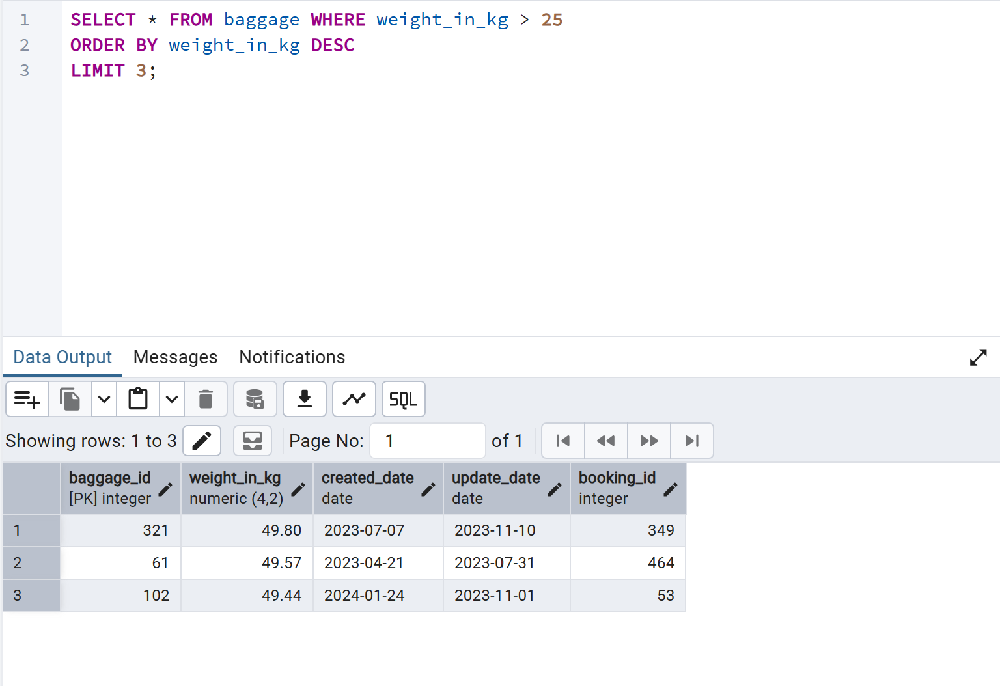 1 SELECT * FROM baggage WHERE weight_in_kg > 25
2 ORDER BY weight_in_kg DESC
3 LIMIT 3;
Data Output Messages Notifications
SQL
Showing rows: 1 to 3 Page No: 1 of 1
baggage_id weight_in_kg created_date update_date booking_id
[PK] integer numeric (4,2) date date integer
1 321 49.80 2023-07-07 2023-11-10 349
2 61 49.57 2023-04-21 2023-07-31 464
3 102 49.44 2024-01-24 2023-11-01 53